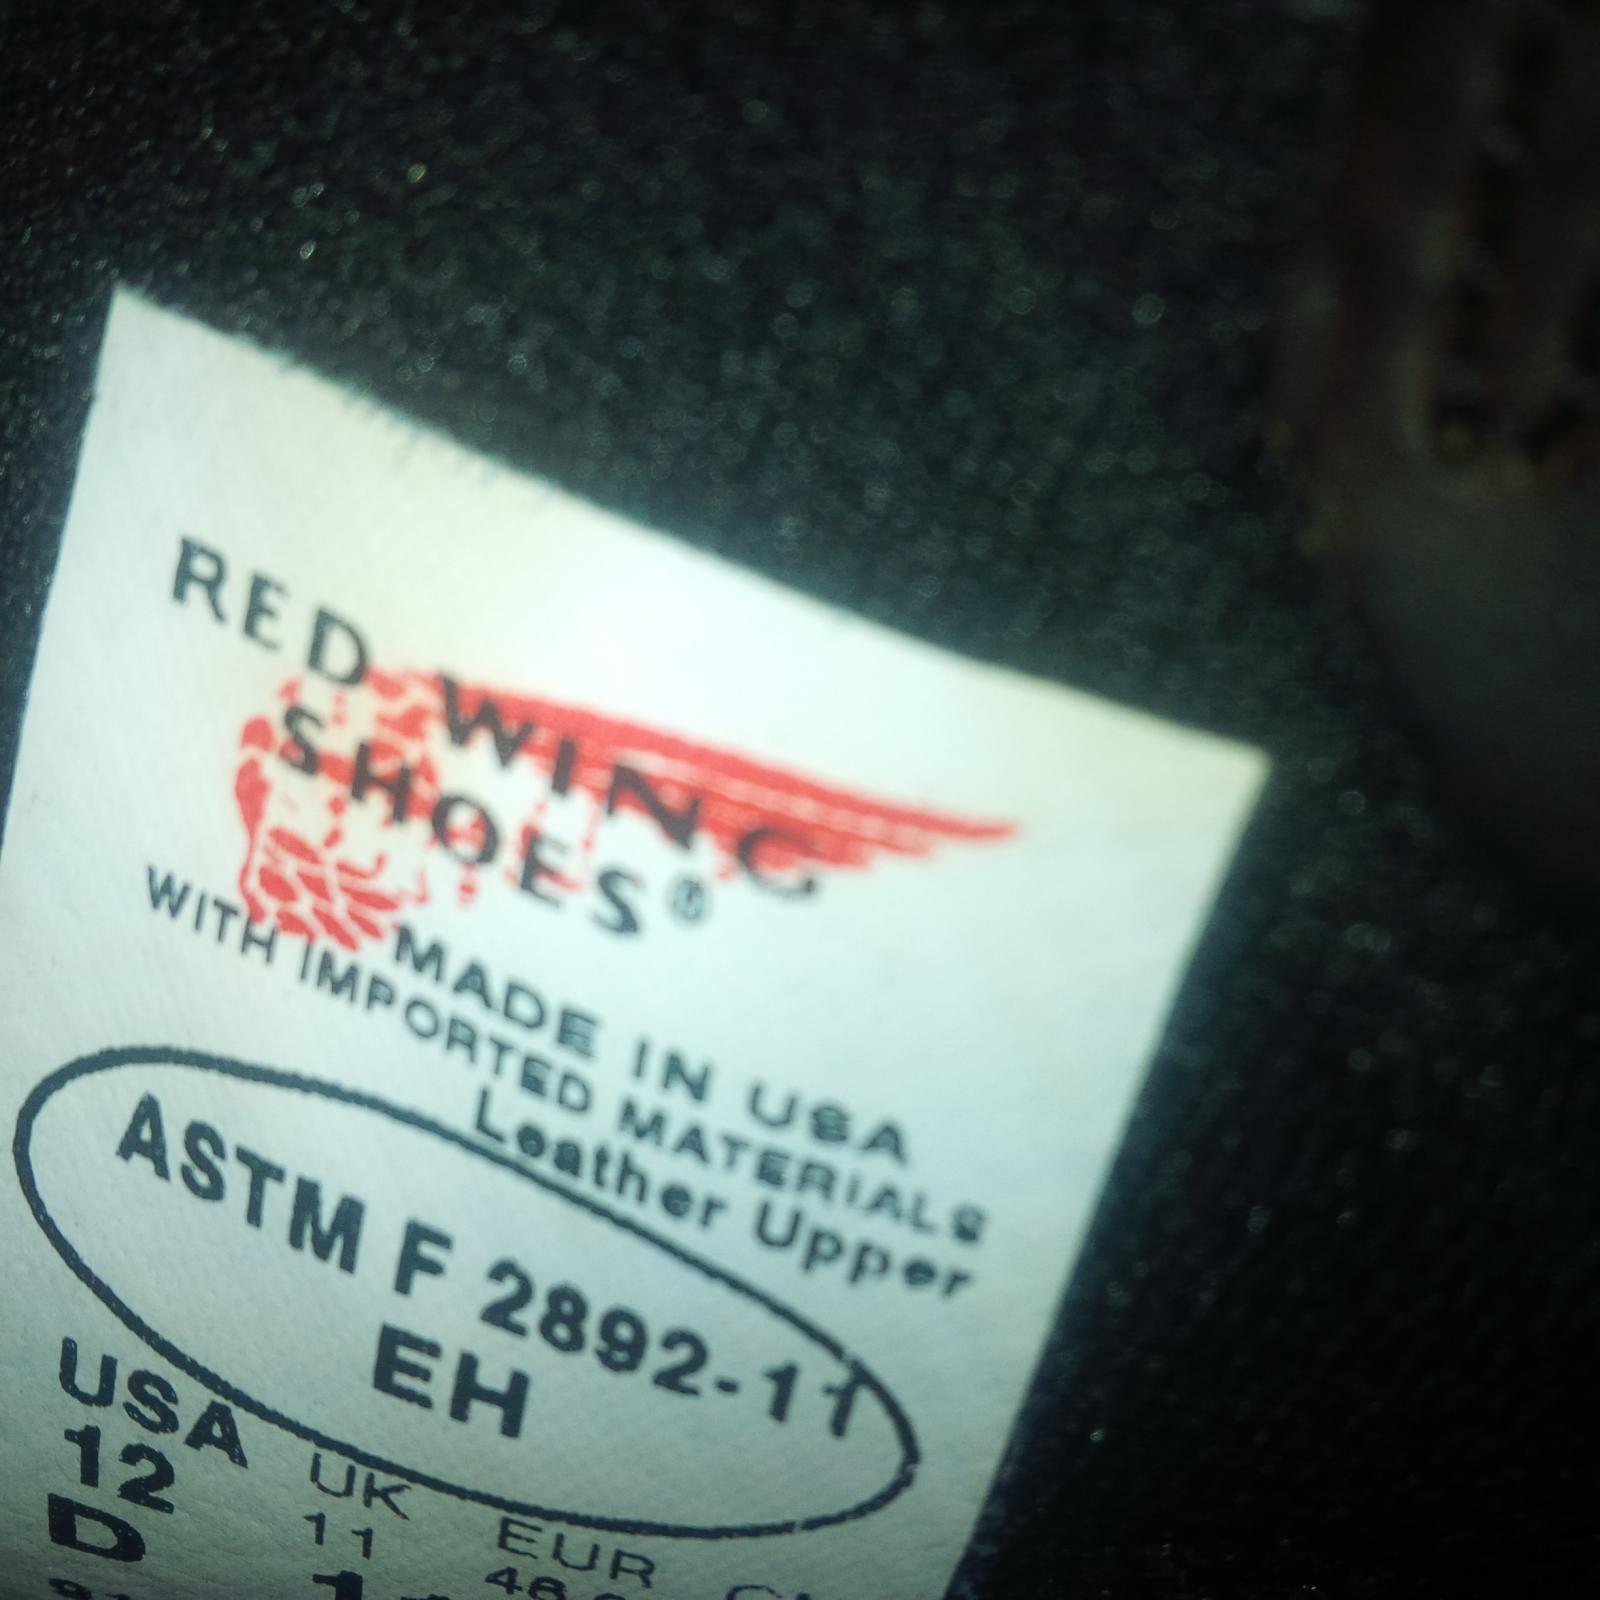 RED WING
SHOES®
MADE IN USA
WITH IMPORTED MATERIALS
Leather Upper
ASTM F 2892-11
EH
USA UK EUR
12 11
D